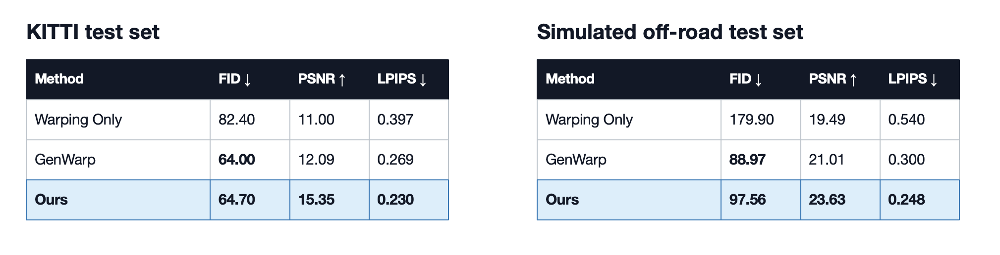 KITTI test set
Method FID ↓ PSNR ↑ LPIPS ↓
Warping Only 82.40 11.00 0.397
GenWarp 64.00 12.09 0.269
Ours 64.70 15.35 0.230
Simulated off-road test set
Method FID ↓ PSNR ↑ LPIPS ↓
Warping Only 179.90 19.49 0.540
GenWarp 88.97 21.01 0.300
Ours 97.56 23.63 0.248